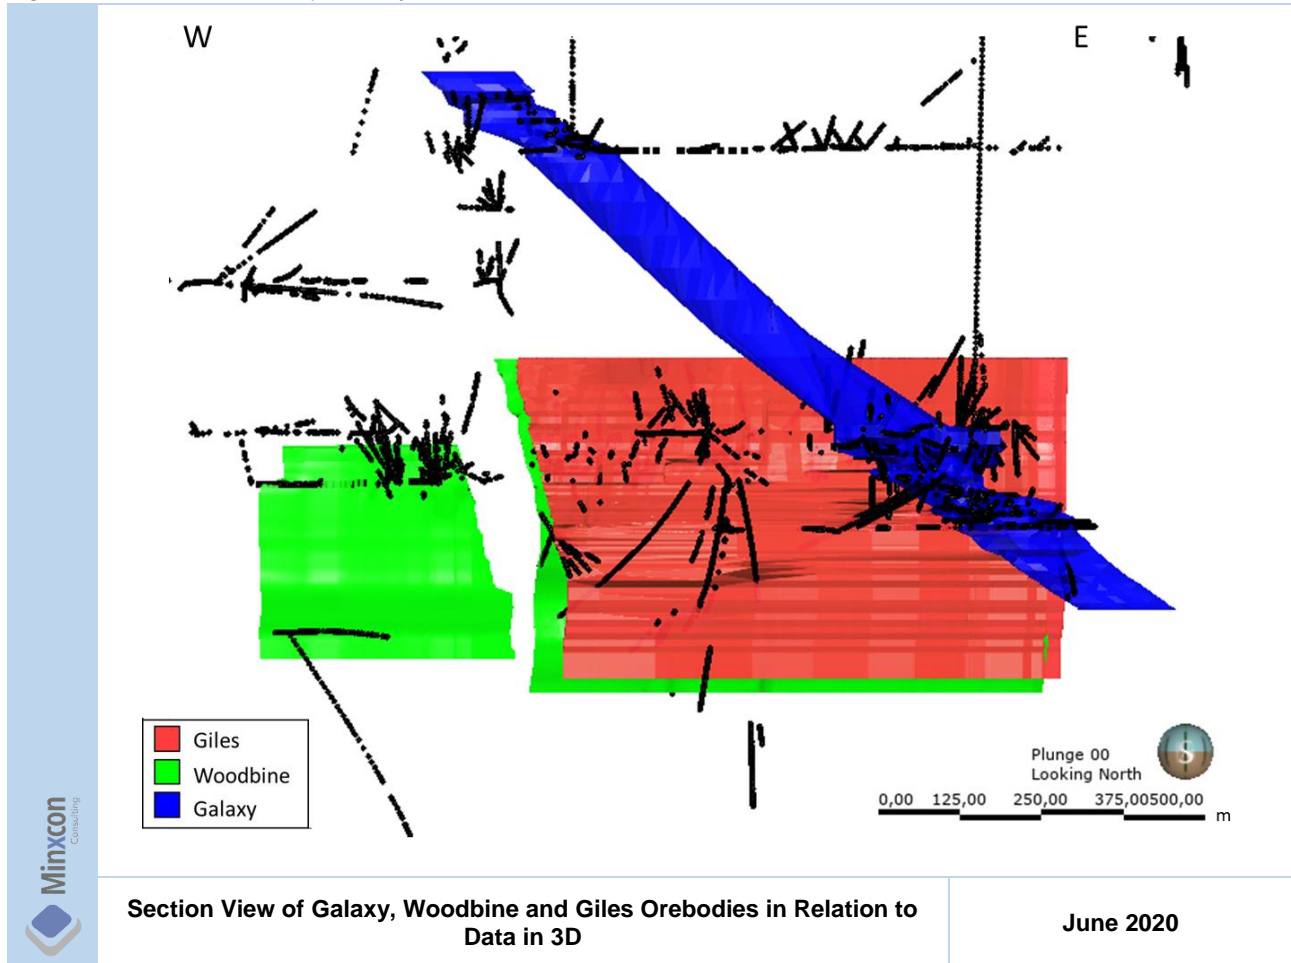 W
E
Giles
Woodbine
Galaxy
Plunge 00
Looking North
S
0,00 125,00 250,00 375,00500,00
m
Minxcon
Consulting
Section View of Galaxy, Woodbine and Giles Orebodies in Relation to
Data in 3D
June 2020